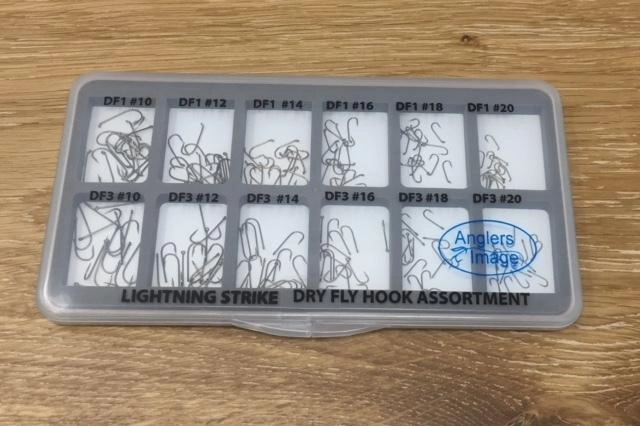 DF1 #10 DF1 #12 DF1 #14 DF1 #16 DF1 #18 DF1 #20
DF3 #10 DF3 #12 DF3 #14 DF3 #16 DF3 #18 DF3 #20
Anglers
Image
LIGHTNING STRIKE DRY FLY HOOK ASSORTMENT